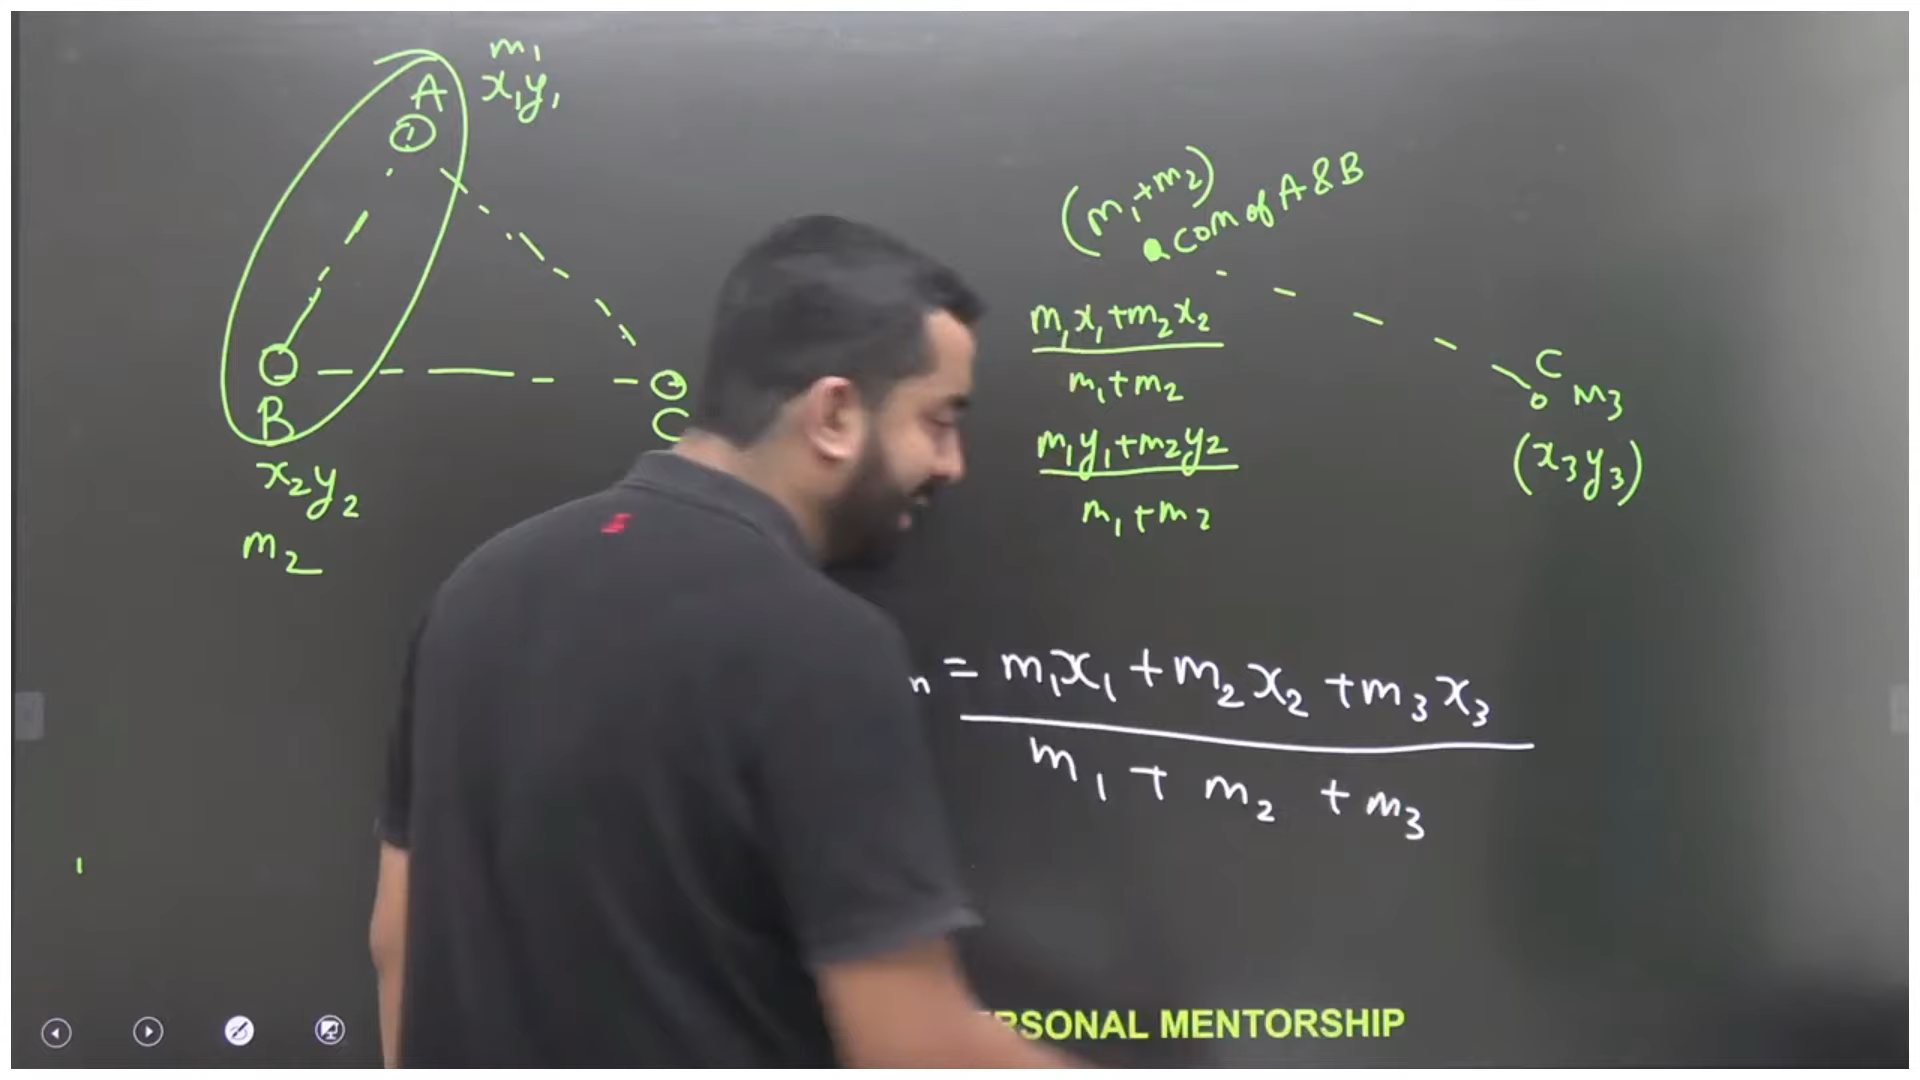 m₁
A x₁y₁
B
x₂y₂
m₂
C
(m₁+m₂)
a com of A & B
m₁x₁+m₂x₂
m₁+m₂
m₁y₁+m₂y₂
m₁+m₂
C
m₃
(x₃y₃)
= m₁x₁ + m₂x₂ + m₃x₃
m₁ + m₂ + m₃
RSONAL MENTORSHIP